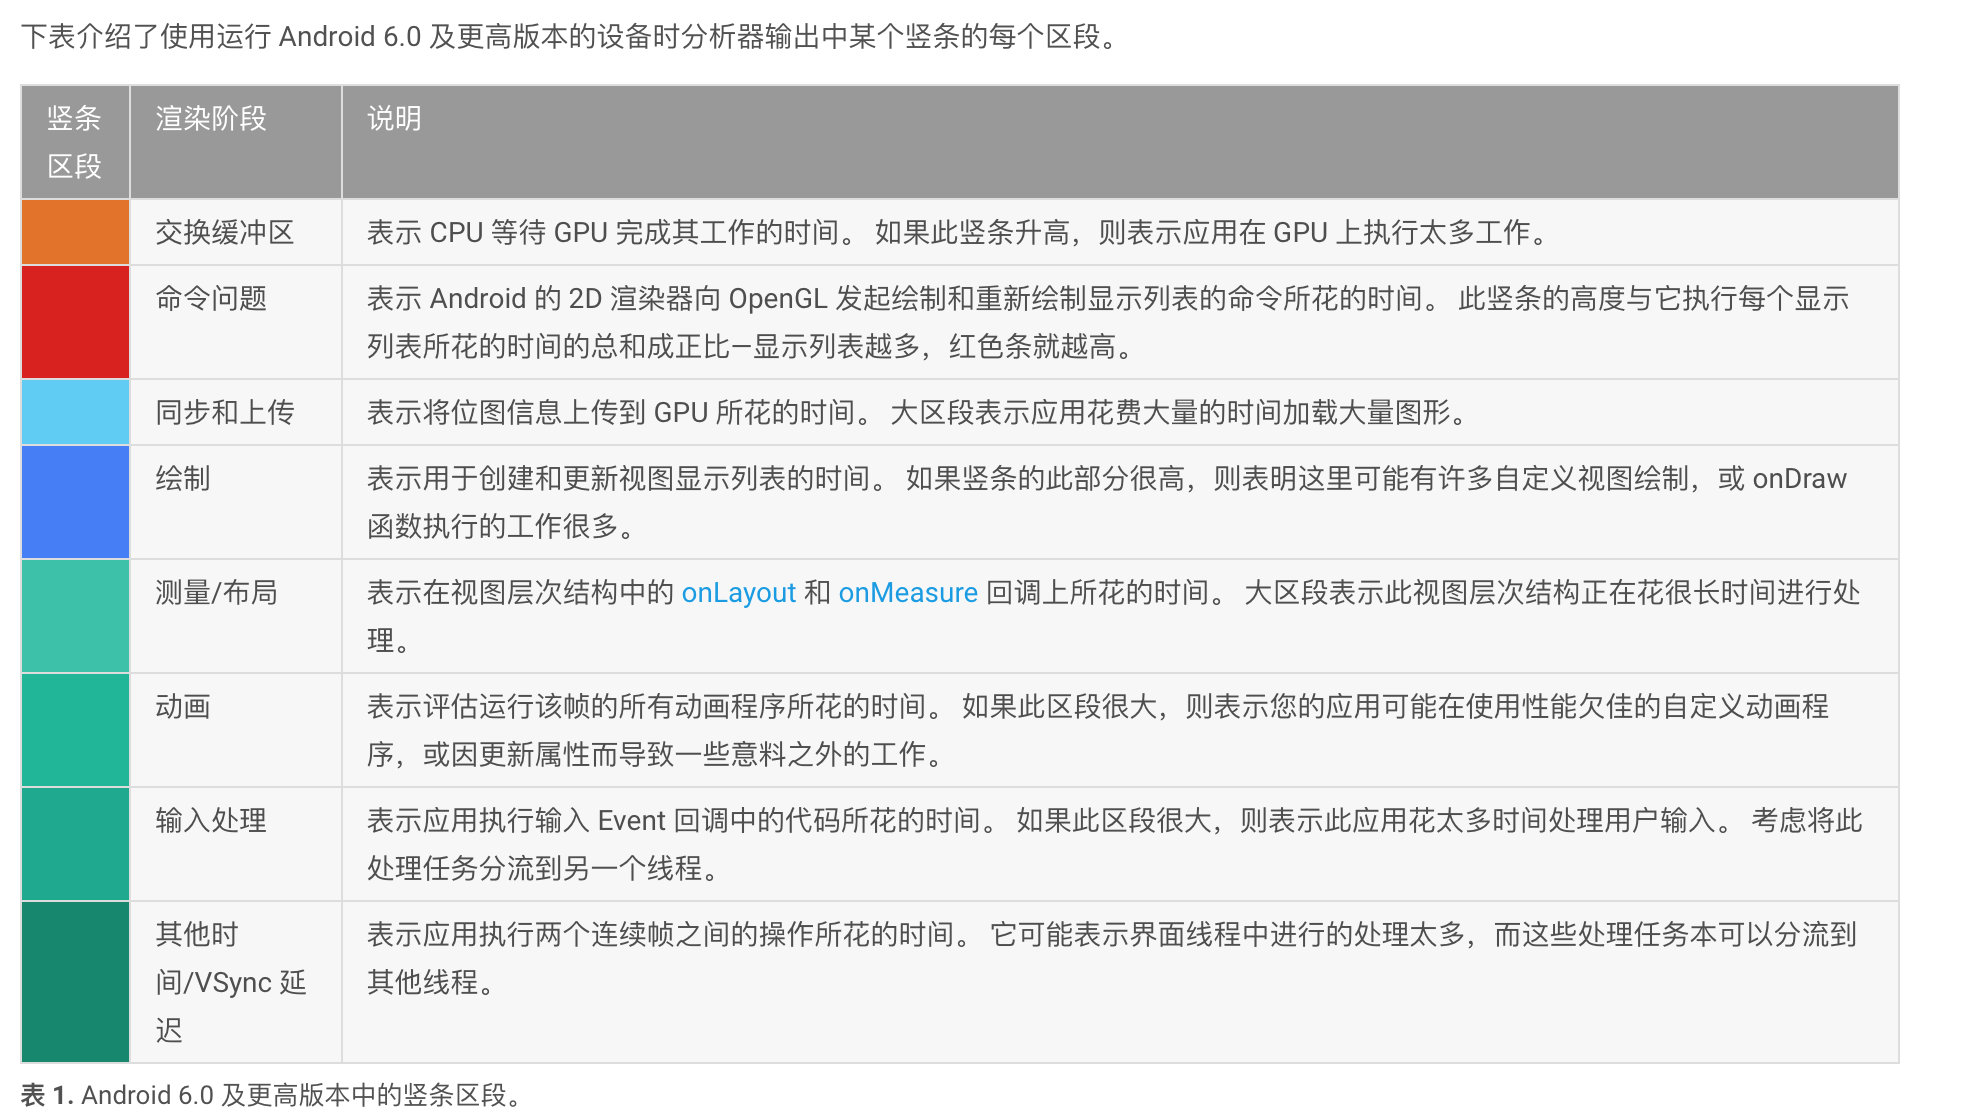 下表介绍了使用运行 Android 6.0 及更高版本的设备时分析器输出中某个竖条的每个区段。
竖条
区段
渲染阶段
说明
交换缓冲区
表示 CPU 等待 GPU 完成其工作的时间。 如果此竖条升高，则表示应用在 GPU 上执行太多工作。
命令问题
表示 Android 的 2D 渲染器向 OpenGL 发起绘制和重新绘制显示列表的命令所花的时间。 此竖条的高度与它执行每个显示
列表所花的时间的总和成正比—显示列表越多，红色条就越高。
同步和上传
表示将位图信息上传到 GPU 所花的时间。 大区段表示应用花费大量的时间加载大量图形。
绘制
表示用于创建和更新视图显示列表的时间。 如果竖条的此部分很高，则表明这里可能有许多自定义视图绘制，或 onDraw
函数执行的工作很多。
测量/布局
表示在视图层次结构中的 onLayout 和 onMeasure 回调上所花的时间。 大区段表示此视图层次结构正在花很长时间进行处
理。
动画
表示评估运行该帧的所有动画程序所花的时间。 如果此区段很大，则表示您的应用可能在使用性能欠佳的自定义动画程
序，或因更新属性而导致一些意料之外的工作。
输入处理
表示应用执行输入 Event 回调中的代码所花的时间。 如果此区段很大，则表示此应用花太多时间处理用户输入。 考虑将此
处理任务分流到另一个线程。
其他时
间/VSync 延
迟
表示应用执行两个连续帧之间的操作所花的时间。 它可能表示界面线程中进行的处理太多，而这些处理任务本可以分流到
其他线程。
表 1. Android 6.0 及更高版本中的竖条区段。